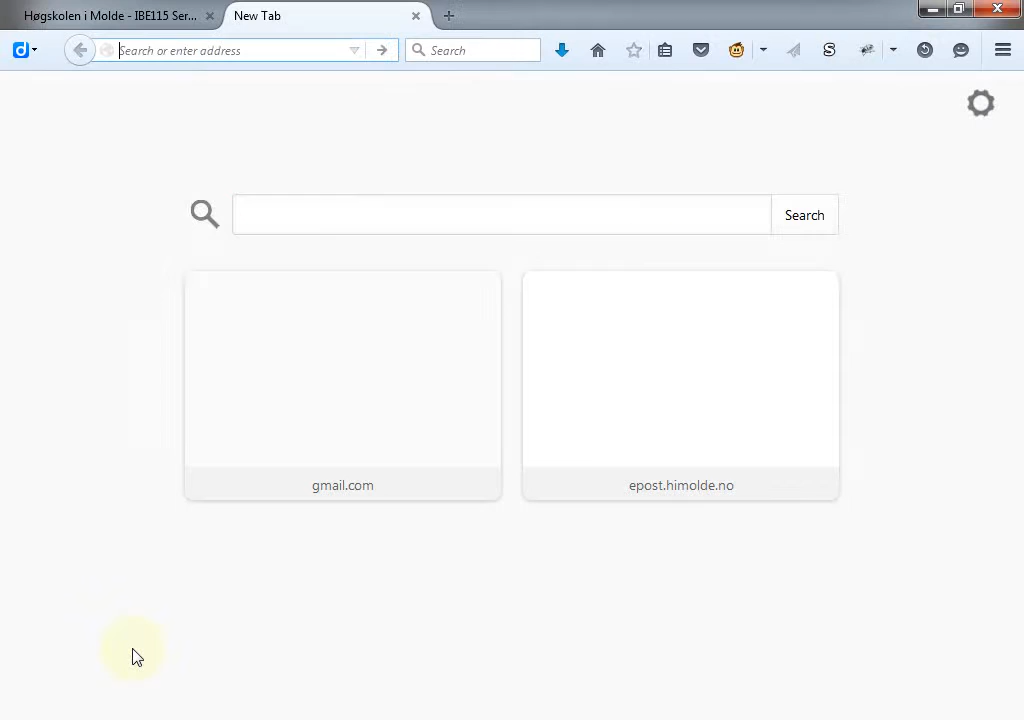 Høgskolen i Molde - IBE115 Ser...
New Tab
Search or enter address
Search
Search
gmail.com
epost.himolde.no